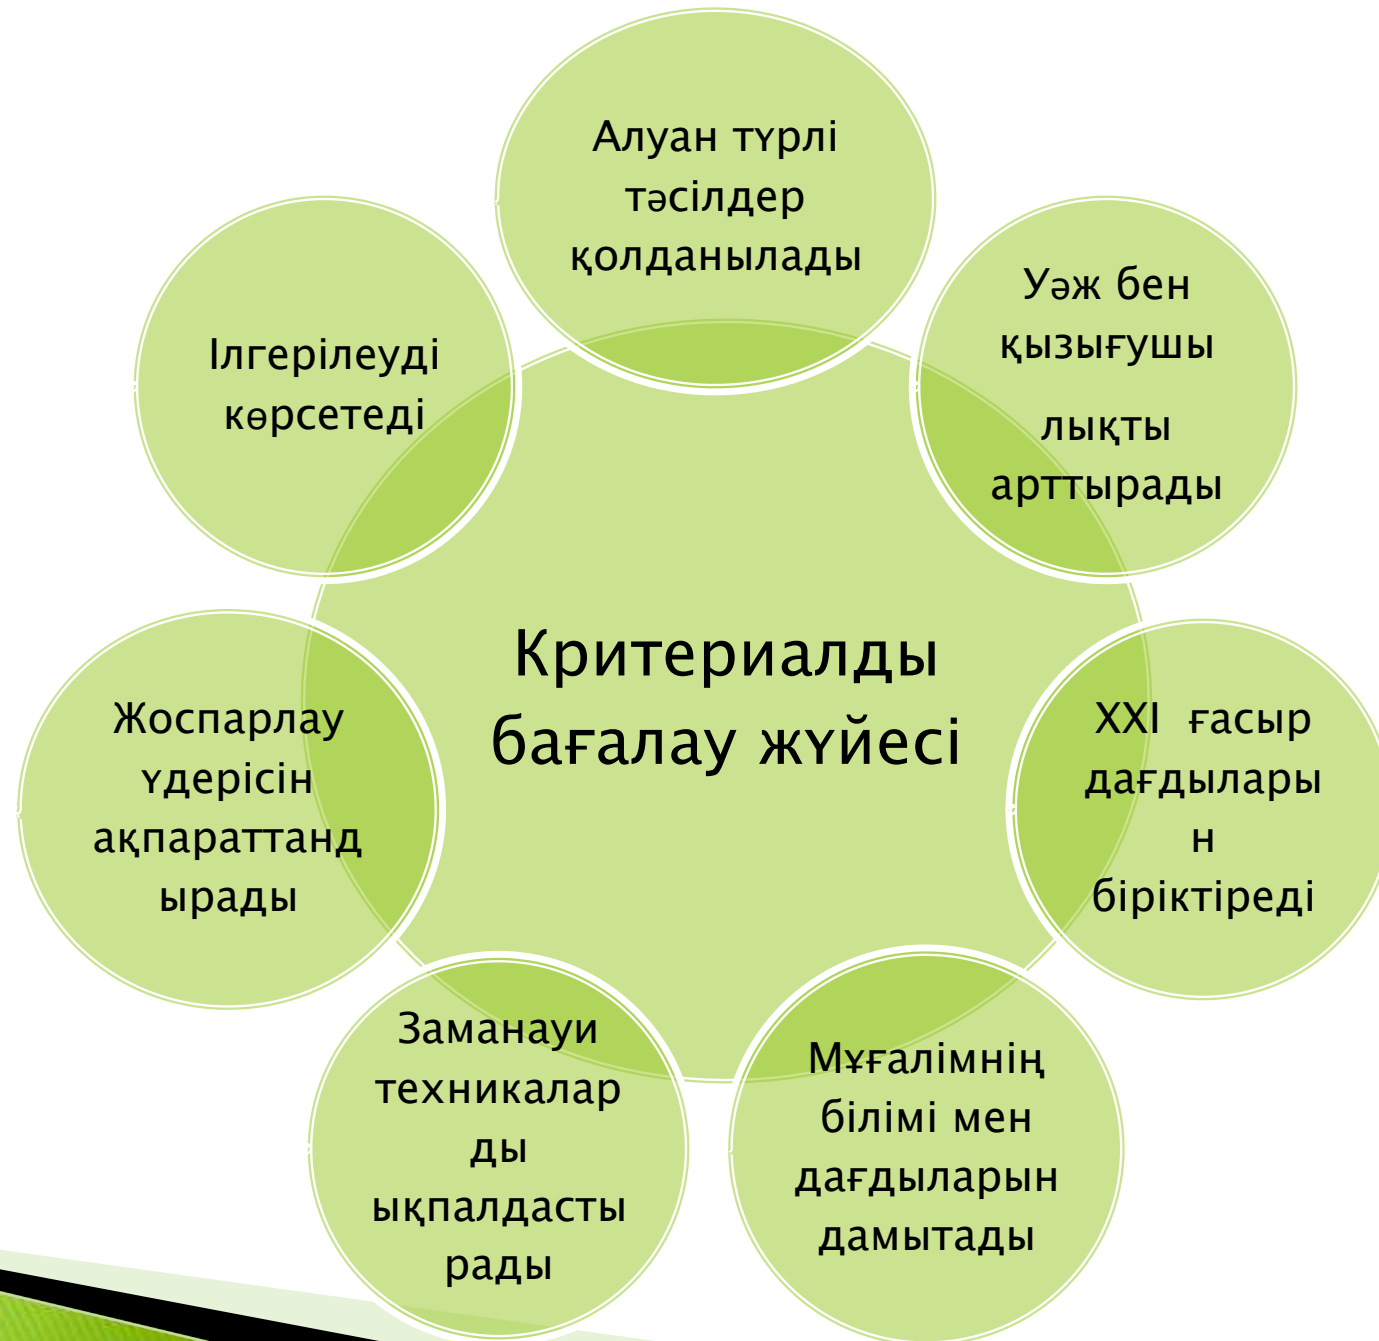 Алуан түрлі
тәсілдер
қолданылады
Уәж бен
қызығушы
лықты
арттырады
Ілгерілеуді
көрсетеді
Критериалды
бағалау жүйесі
Жоспарлау
үдерісін
ақпараттанд
ырады
XXI ғасыр
дағдылары
н
біріктіреді
Заманауи
техникалар
ды
ықпалдасты
рады
Мұғалімнің
білімі мен
дағдыларын
дамытады